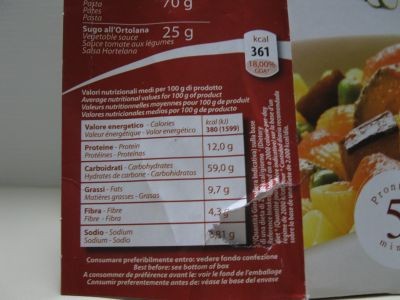 Pasta
Pâtes
Pasta
70 g
Sugo all'Ortolana
Vegetable sauce
Sauce tomate aux légumes
Salsa Hortelana
25 g
kcal
361
18,00%
GDA*
Valori nutrizionali medi per 100 g di prodotto
Average nutritional values for 100 g of product
Valeurs nutritionnelles moyennes pour 100 g de produit
Valores nutricionales medios por 100 g de producto
Valore energetico - Calories
Valeur énergétique - Valor energético
kcal (kJ)
380 (1599)
Proteine - Protein
Protéines - Proteínas
12,0 g
Carboidrati - Carbohydrates
Hydrates de carbone - Carbohidratos
59,0 g
Grassi - Fats
Matières grasses - Grasas
9,7 g
Fibra - Fibre
Fibre - Fibra
4,3 g
Sodio - Sodium
Sodium - Sodio
Consumare preferibilmente entro: vedere fondo confezione
Best before: see bottom of box
A consommer de préférence avant le: voir le fond de l'emballage
Consumir preferentemente antes de: véase la base del envase
Pron
5
min